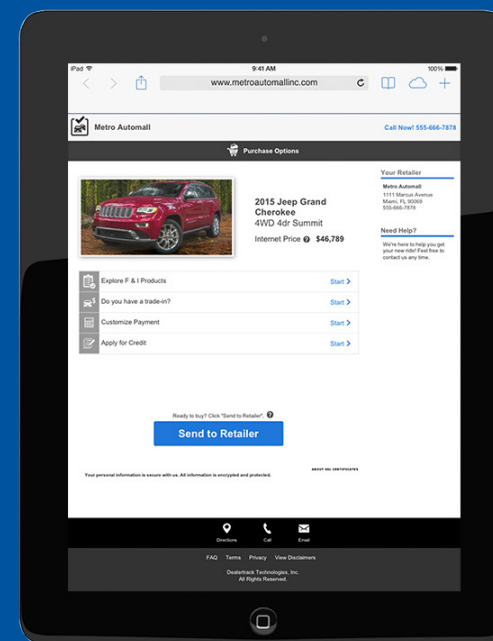 iPad
9:41 AM
100%
www.metroautomallinc.com
Metro Automall
Call Now! 555-666-7878
Purchase Options
2015 Jeep Grand
Cherokee
4WD 4dr Summit
Internet Price ? $46,789
Your Retailer
Metro Automall
1111 Marcus Avenue
Mami, FL 90069
555-666-7878
Need Help?
We're here to help you get
your new ride! Feel free to
contact us any time.
Explore F & I Products
Start >
Do you have a trade-in?
Start >
Customize Payment
Start >
Apply for Credit
Start >
Ready to buy? Click "Send to Retailer". ?
Send to Retailer
ABOUT SSL CERTIFICATES
Your personal information is secure with us. All information is encrypted and protected.
Directions
Call
Email
FAQ Terms Privacy View Disclaimers
Dealertrack Technologies, Inc.
All Rights Reserved.